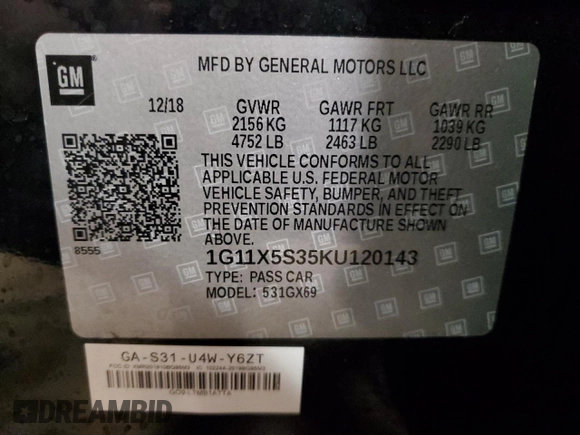 GM
MFD BY GENERAL MOTORS LLC
12/18 GVWR GAWR FRT GAWR RR
2156 KG 1117 KG 1039 KG
4752 LB 2463 LB 2290 LB
THIS VEHICLE CONFORMS TO ALL
APPLICABLE U.S. FEDERAL MOTOR
VEHICLE SAFETY, BUMPER, AND THEFT
PREVENTION STANDARDS IN EFFECT ON
THE DATE OF MANUFACTURE SHOWN
ABOVE.
8555
1G11X5S35KU120143
TYPE: PASS CAR
MODEL: 531GX69
GA-S31-U4W-Y6ZT
DREAMBID